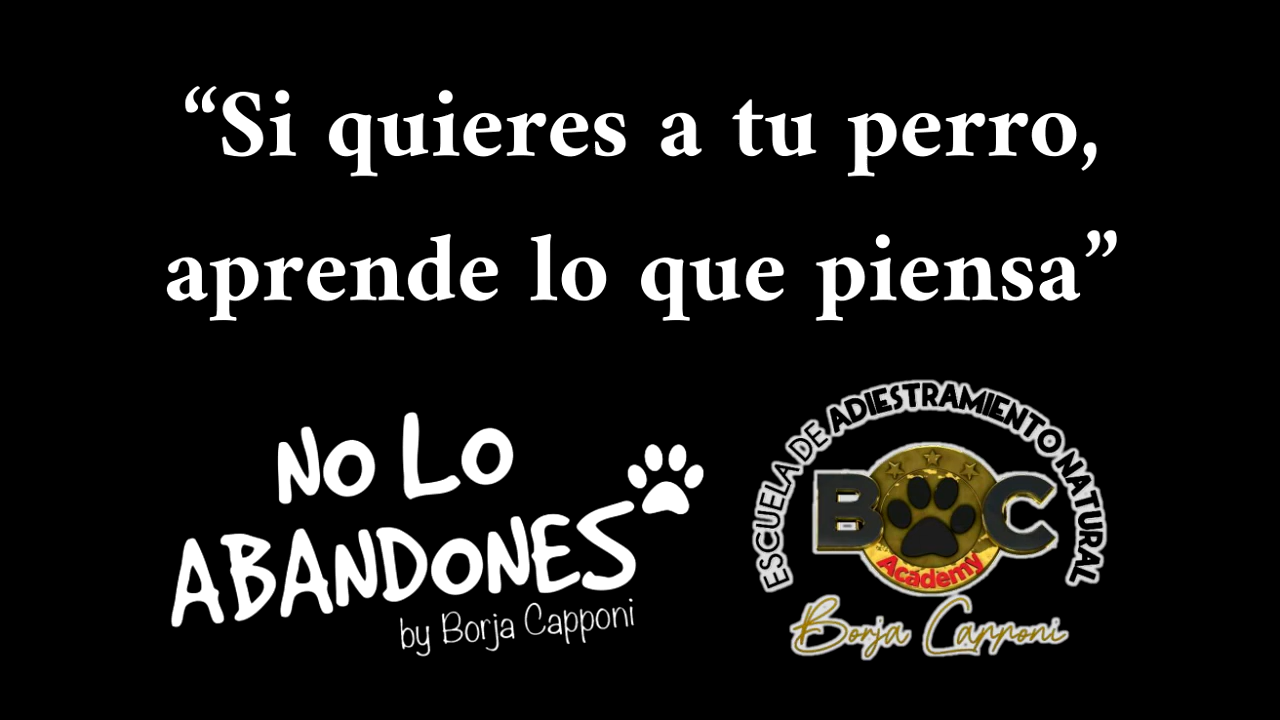 “Si quieres a tu perro,
aprende lo que piensa”
NO LO
ABANDONES
by Borja Capponi
ESCUELA DE ADIESTRAMIENTO NATURAL
BC
Academy
Borja Capponi